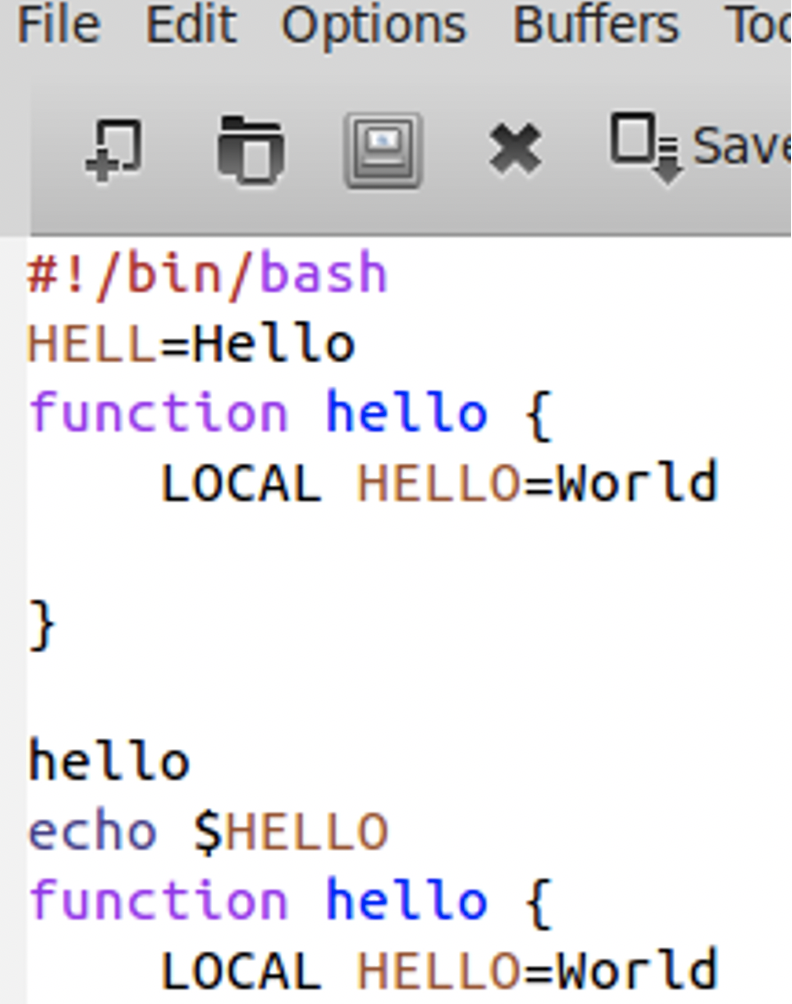 File Edit Options Buffers Too
Save
#!/bin/bash
HELL=Hello
function hello {
    LOCAL HELLO=World

}

hello
echo $HELLO
function hello {
    LOCAL HELLO=World